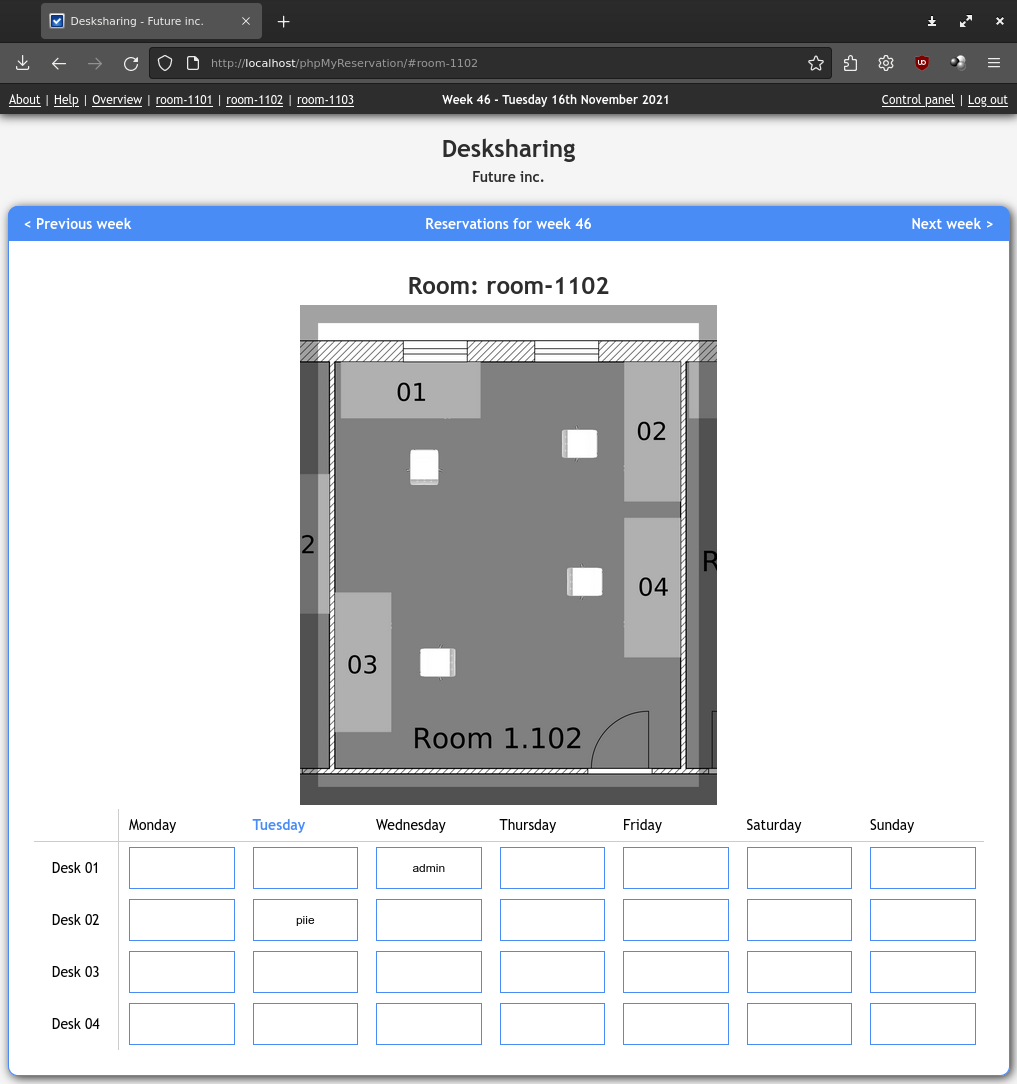 Desksharing - Future inc.
http://localhost/phpMyReservation/#room-1102
About | Help | Overview | room-1101 | room-1102 | room-1103 Week 46 - Tuesday 16th November 2021 Control panel | Log out
Desksharing
Future inc.
< Previous week Reservations for week 46 Next week >
Room: room-1102
01
02
2
R
04
03
Room 1.102
Monday Tuesday Wednesday Thursday Friday Saturday Sunday
Desk 01 admin
Desk 02 piie
Desk 03
Desk 04